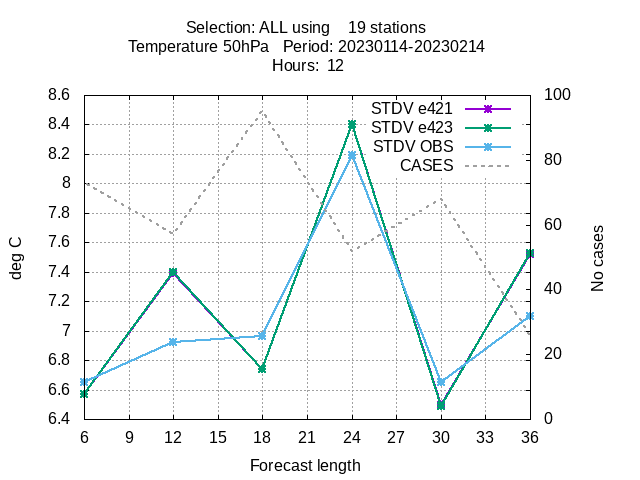 Selection: ALL using    19 stations
Temperature 50hPa   Period: 20230114-20230214
Hours:  12
STDV e421
STDV e423
STDV OBS
CASES
deg C
8.6
8.4
8.2
8
7.8
7.6
7.4
7.2
7
6.8
6.6
6.4
100
80
60
40
20
0
No cases
6 9 12 15 18 21 24 27 30 33 36
Forecast length